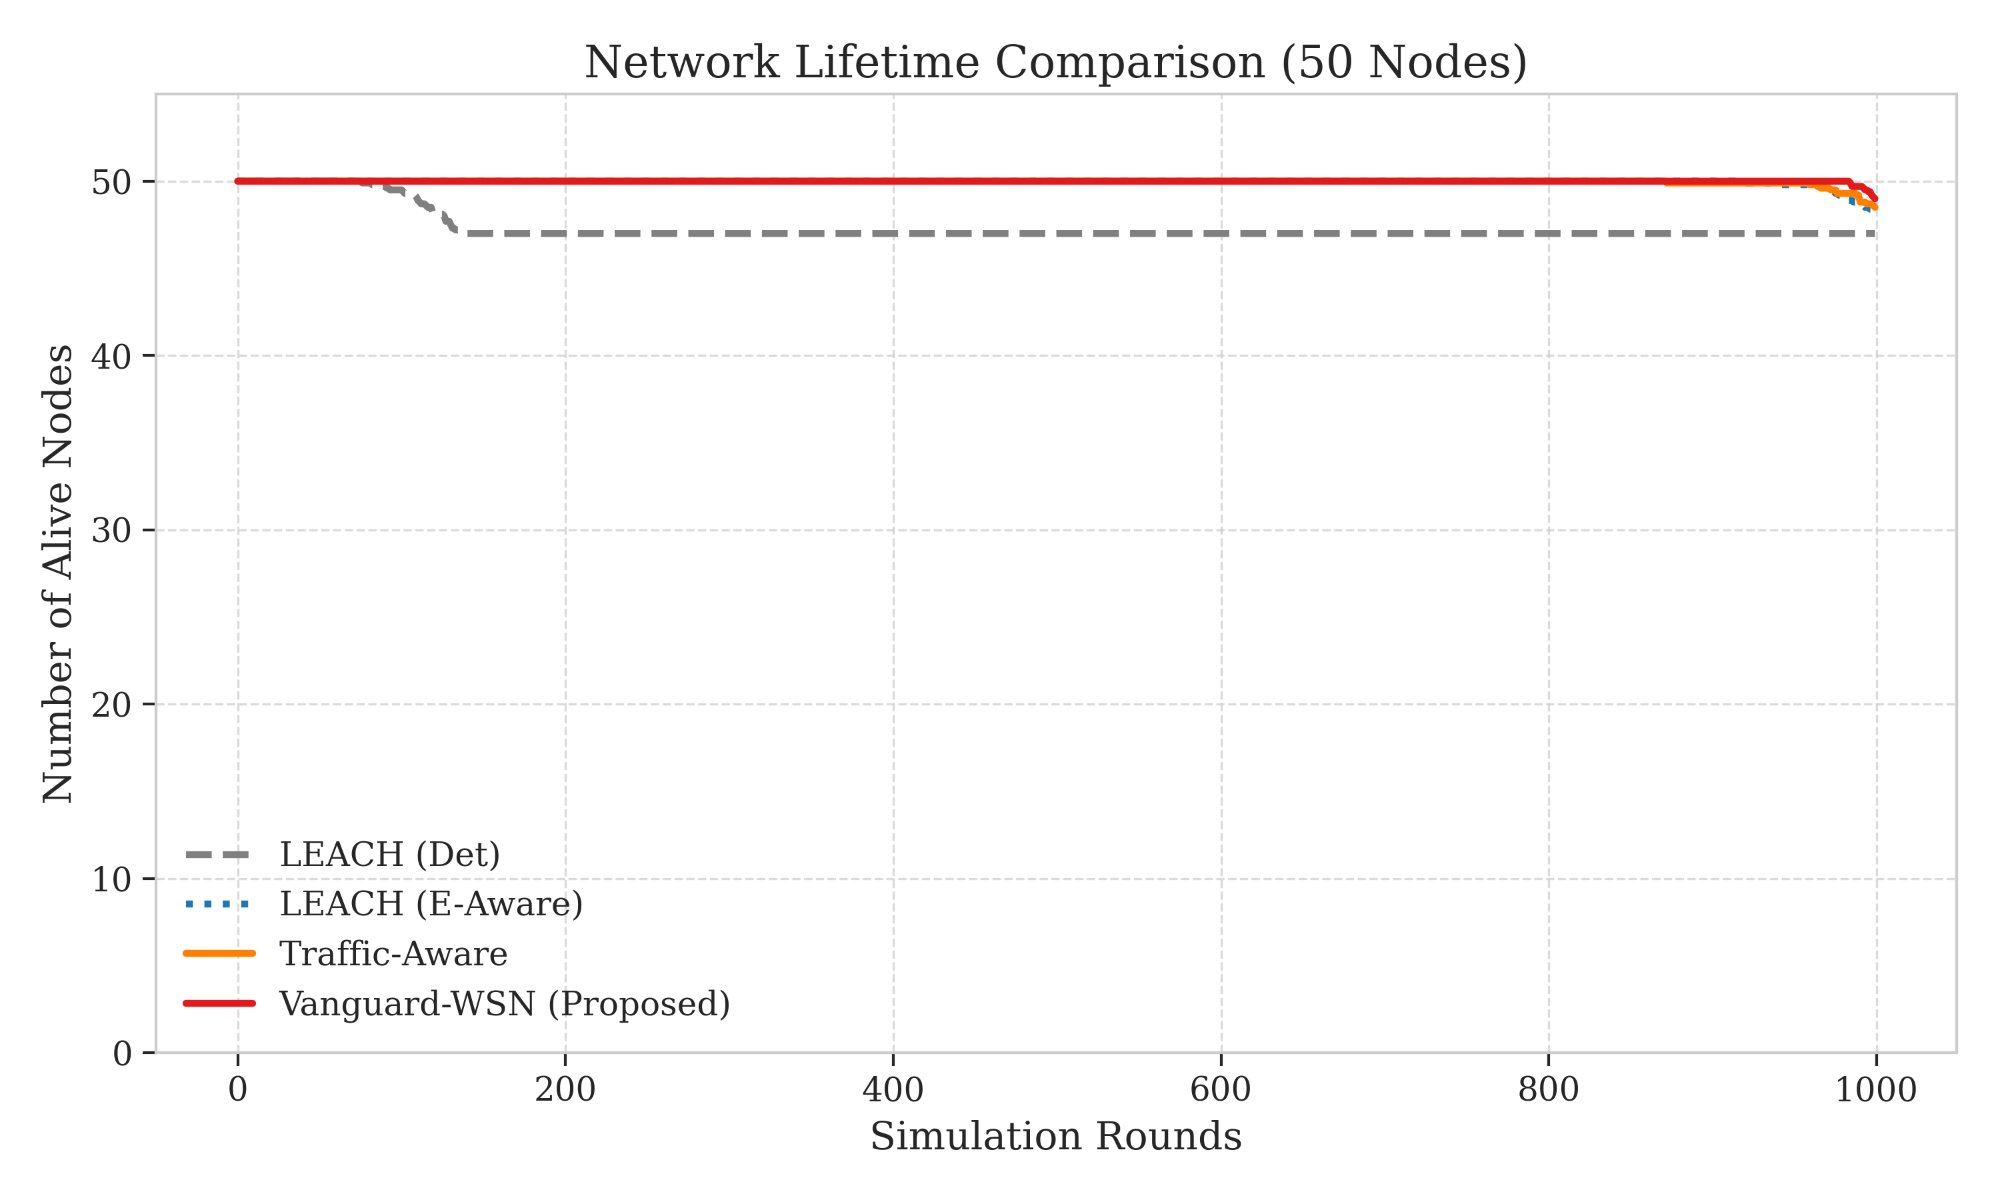 Network Lifetime Comparison (50 Nodes)
Number of Alive Nodes
50
40
30
20
10
0
LEACH (Det)
LEACH (E-Aware)
Traffic-Aware
Vanguard-WSN (Proposed)
0 200 400 600 800 1000
Simulation Rounds